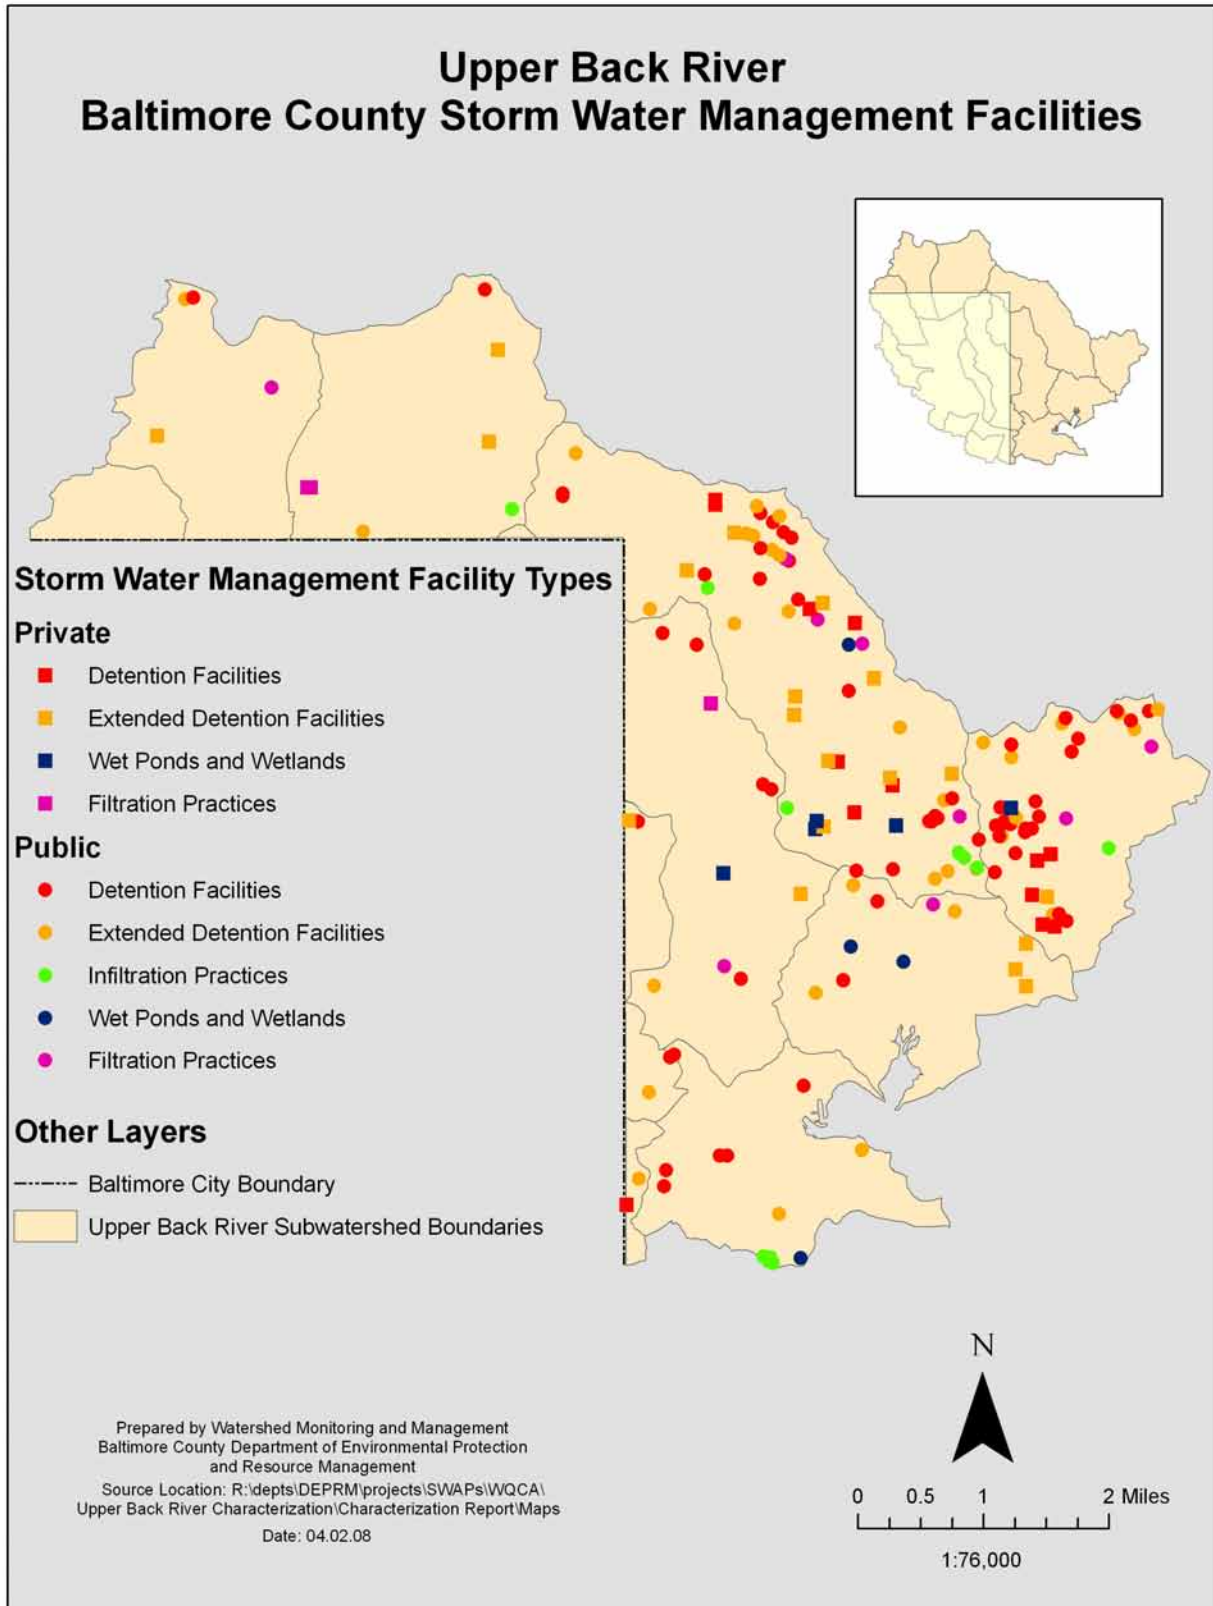 Upper Back River
Baltimore County Storm Water Management Facilities
Storm Water Management Facility Types
Private
Detention Facilities
Extended Detention Facilities
Wet Ponds and Wetlands
Filtration Practices
Public
Detention Facilities
Extended Detention Facilities
Infiltration Practices
Wet Ponds and Wetlands
Filtration Practices
Other Layers
Baltimore City Boundary
Upper Back River Subwatershed Boundaries
Prepared by Watershed Monitoring and Management
Baltimore County Department of Environmental Protection
and Resource Management
Source Location: R:\depts\DEPRM\projects\SWAPs\WQCA\
Upper Back River Characterization\Characterization Report\Maps
Date: 04.02.08
N
0 0.5 1 2 Miles
1:76,000